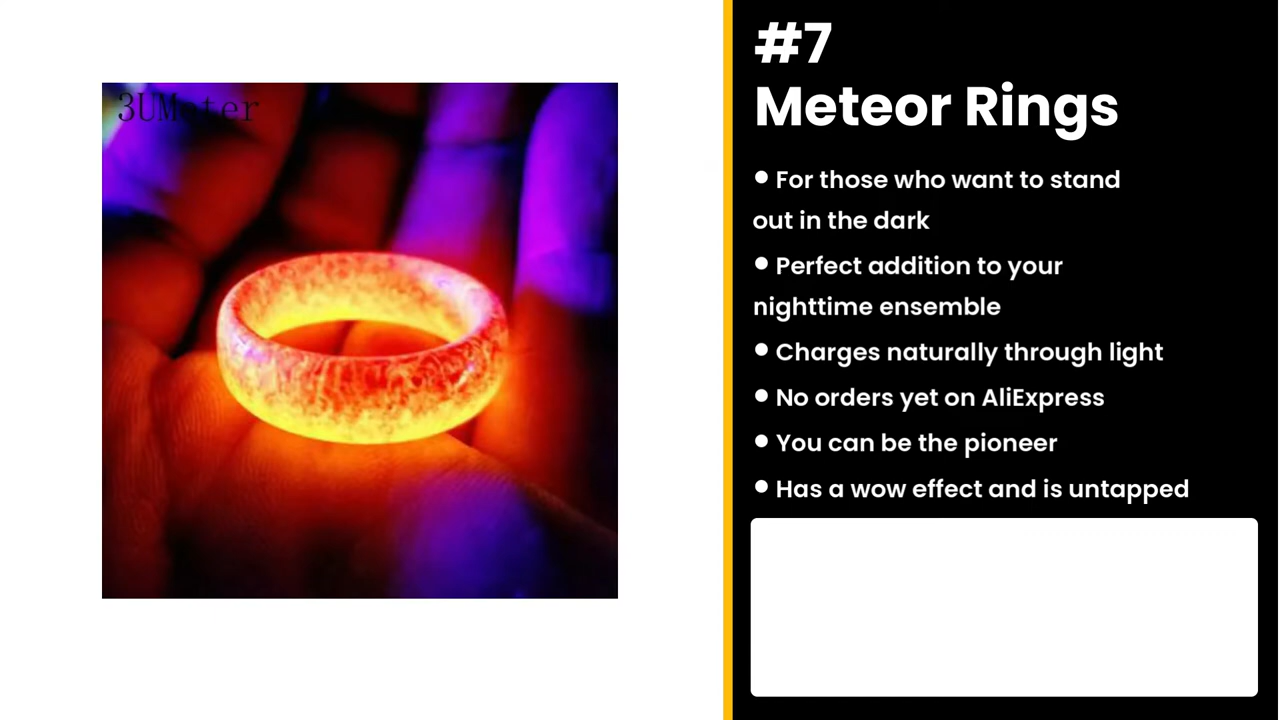 3UMeter
#7
Meteor Rings
• For those who want to stand
out in the dark
• Perfect addition to your
nighttime ensemble
• Charges naturally through light
• No orders yet on AliExpress
• You can be the pioneer
• Has a wow effect and is untapped